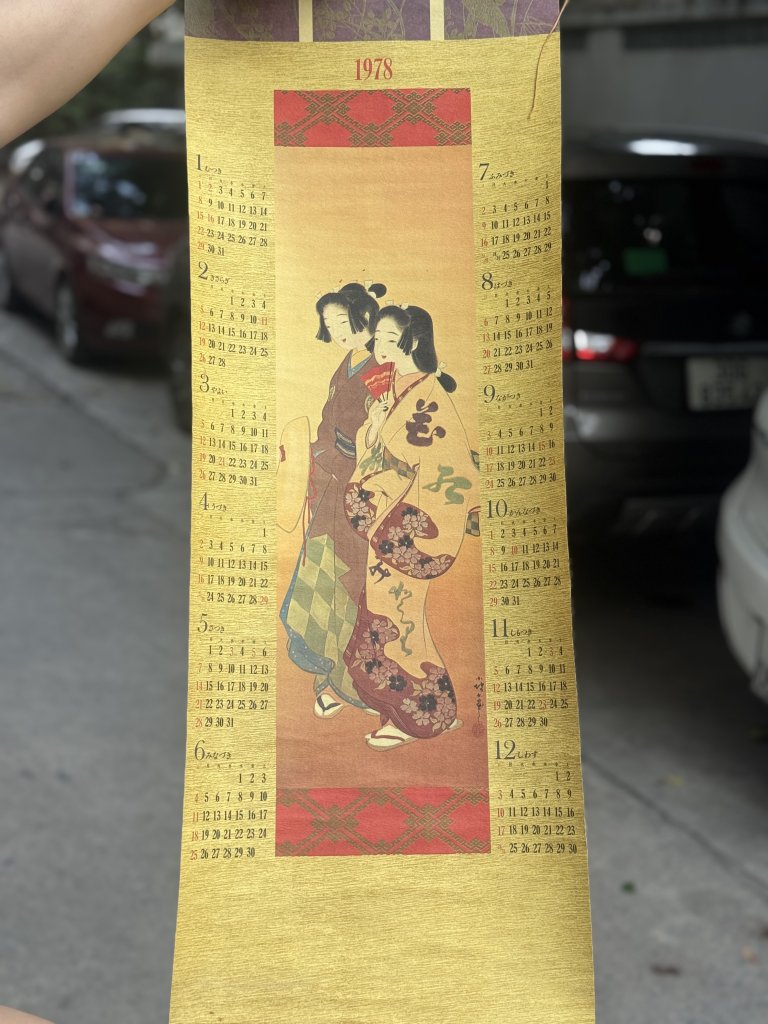 1978
1 むつき
1 2 3 4 5 6 7
8 9 10 11 12 13 14
15 16 17 18 19 20 21
22 23 24 25 26 27 28
29 30 31
2 きさらぎ
1 2 3 4
5 6 7 8 9 10 11
12 13 14 15 16 17 18
19 20 21 22 23 24 25
26 27 28
3 やよい
1 2 3 4
5 6 7 8 9 10 11
12 13 14 15 16 17 18
19 20 21 22 23 24 25
26 27 28 29 30 31
4 うづき
1
2 3 4 5 6 7 8
9 10 11 12 13 14 15
16 17 18 19 20 21 22
23/30 24 25 26 27 28 29
5 さつき
1 2 3 4 5 6
7 8 9 10 11 12 13
14 15 16 17 18 19 20
21 22 23 24 25 26 27
28 29 30 31
6 みなづき
1 2 3
4 5 6 7 8 9 10
11 12 13 14 15 16 17
18 19 20 21 22 23 24
25 26 27 28 29 30
7 ふみづき
1
2 3 4 5 6 7 8
9 10 11 12 13 14 15
16 17 18 19 20 21 22
23/30 24/31 25 26 27 28 29
8 はづき
1 2 3 4 5
6 7 8 9 10 11 12
13 14 15 16 17 18 19
20 21 22 23 24 25 26
27 28 29 30 31
9 ながつき
1 2
3 4 5 6 7 8 9
10 11 12 13 14 15 16
17 18 19 20 21 22 23
24 25 26 27 28 29 30
10 かんなづき
1 2 3 4 5 6 7
8 9 10 11 12 13 14
15 16 17 18 19 20 21
22 23 24 25 26 27 28
29 30 31
11 しもつき
1 2 3 4
5 6 7 8 9 10 11
12 13 14 15 16 17 18
19 20 21 22 23 24 25
26 27 28 29 30
12 しわす
1 2
3 4 5 6 7 8 9
10 11 12 13 14 15 16
17 18 19 20 21 22 23
24/31 25 26 27 28 29 30